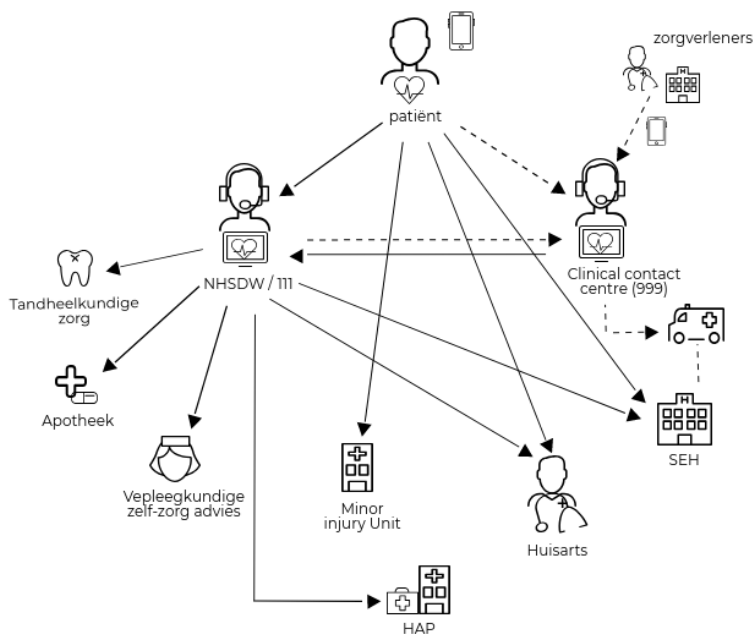 zorgverleners
patiënt
NHSDW / 111
Clinical contact
centre (999)
Tandheelkundige
zorg
Apotheek
SEH
Vepleegkundige
zelf-zorg advies
Minor
injury Unit
Huisarts
HAP
H
H